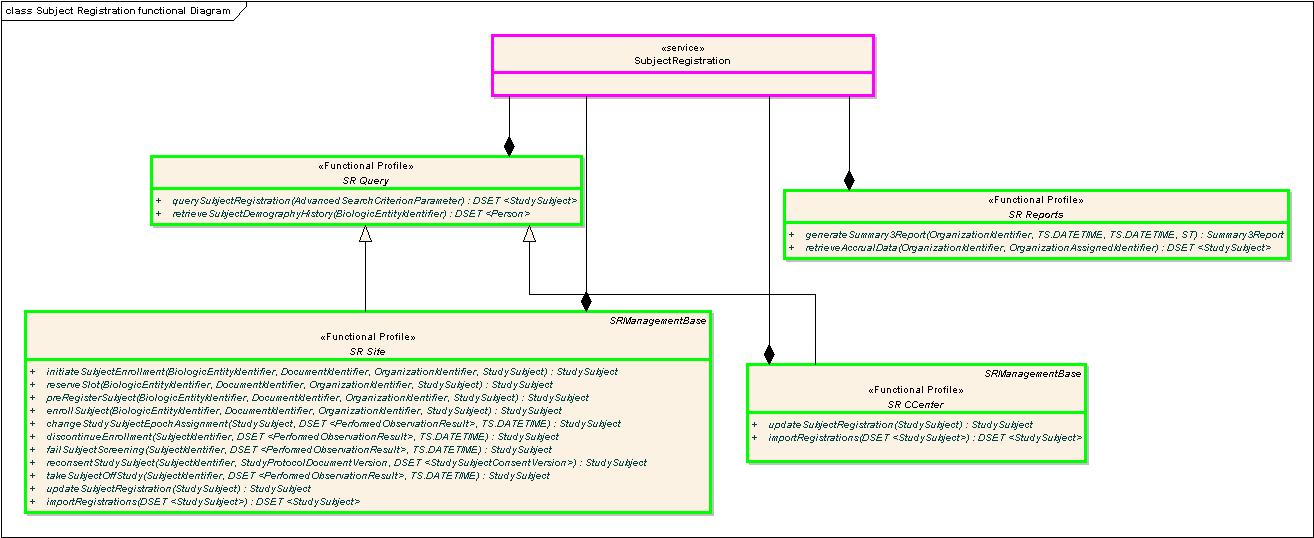 class Subject Registration functional Diagram
«service»
SubjectRegistration
«Functional Profile»
SR Query
+ querySubjectRegistration(AdvancedSearchCriterionParameter) : DSET <StudySubject>
+ retrieveSubjectDemographyHistory(BiologicEntityIdentifier) : DSET <Person>
«Functional Profile»
SR Reports
+ generateSummary3Report(OrganizationIdentifier, TS.DATETIME, TS.DATETIME, ST) : Summary3Report
+ retrieveAccrualData(OrganizationIdentifier, OrganizationAssignedIdentifier) : DSET <StudySubject>
SRManagementBase
«Functional Profile»
SR Site
+ initiateSubjectEnrollment(BiologicEntityIdentifier, DocumentIdentifier, OrganizationIdentifier, StudySubject) : StudySubject
+ reserveSlot(BiologicEntityIdentifier, DocumentIdentifier, OrganizationIdentifier, StudySubject) : StudySubject
+ preRegisterSubject(BiologicEntityIdentifier, DocumentIdentifier, OrganizationIdentifier, StudySubject) : StudySubject
+ enrollSubject(BiologicEntityIdentifier, DocumentIdentifier, OrganizationIdentifier, StudySubject) : StudySubject
+ changeStudySubjectEpochAssignment(StudySubject, DSET <PerformedObservationResult>, TS.DATETIME) : StudySubject
+ discontinueEnrollment(SubjectIdentifier, DSET <PerformedObservationResult>, TS.DATETIME) : StudySubject
+ failSubjectScreening(SubjectIdentifier, DSET <PerformedObservationResult>, TS.DATETIME) : StudySubject
+ reconsentStudySubject(SubjectIdentifier, StudyProtocolDocumentVersion, DSET <StudySubjectConsentVersion>) : StudySubject
+ takeSubjectOffStudy(SubjectIdentifier, DSET <PerformedObservationResult>, TS.DATETIME) : StudySubject
+ updateSubjectRegistration(StudySubject) : StudySubject
+ importRegistrations(DSET <StudySubject>) : DSET <StudySubject>
SRManagementBase
«Functional Profile»
SR CCenter
+ updateSubjectRegistration(StudySubject) : StudySubject
+ importRegistrations(DSET <StudySubject>) : DSET <StudySubject>